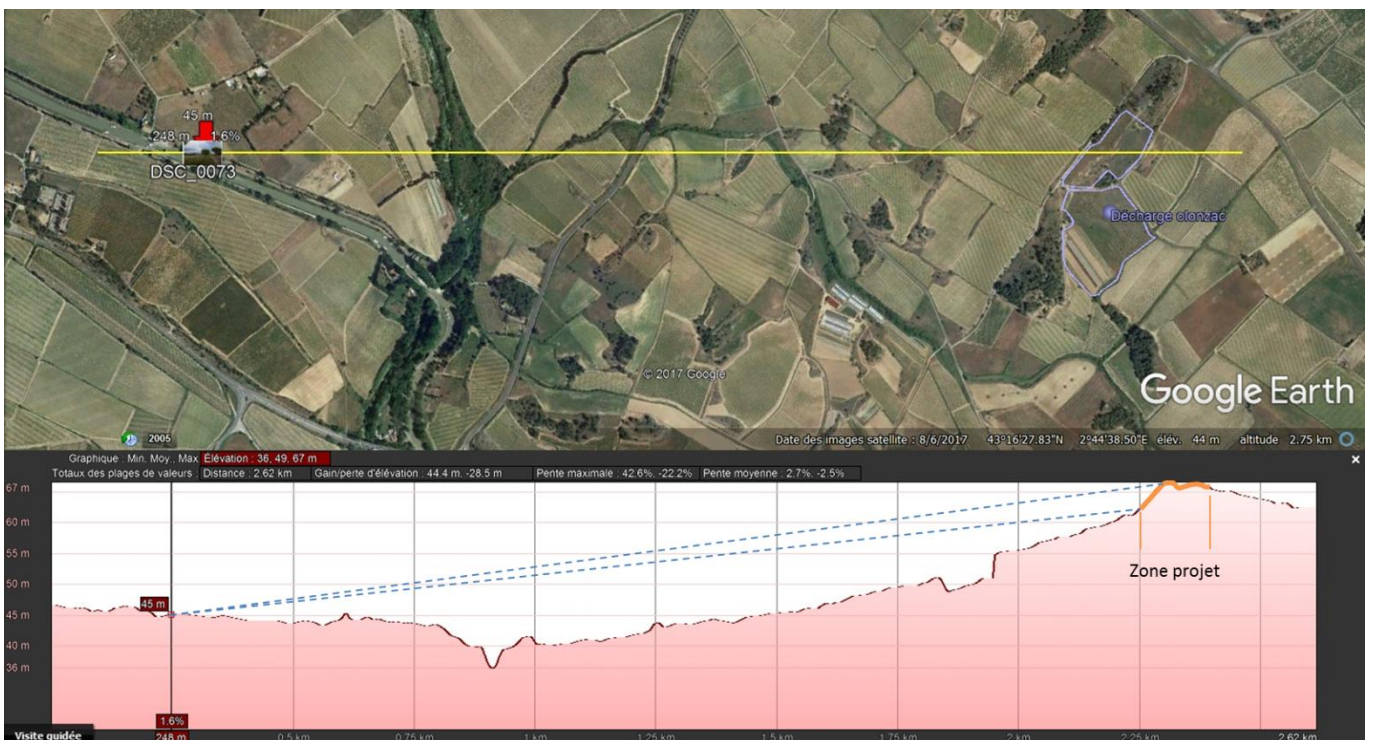 45 m
248 m 1.6%
DSC_0073
Décharge olonzac
© 2017 Google
Google Earth
2005
Date des images satellite : 8/6/2017 43°16'27.83"N 2°44'38.50"E élév. 44 m altitude 2.75 km
Graphique : Min. Moy., Max Élévation : 36, 49, 67 m
Totaux des plages de valeurs : Distance : 2.62 km Gain/perte d'élévation : 44.4 m, -28.5 m Pente maximale : 42.6%, -22.2% Pente moyenne : 2.7%, -2.5%
67 m
60 m
55 m
50 m
45 m
45 m
40 m
36 m
Zone projet
1.6%
Visite guidée 248 m 0.5 km 0.75 km 1 km 1.25 km 1.5 km 1.75 km 2 km 2.25 km 2.62 km